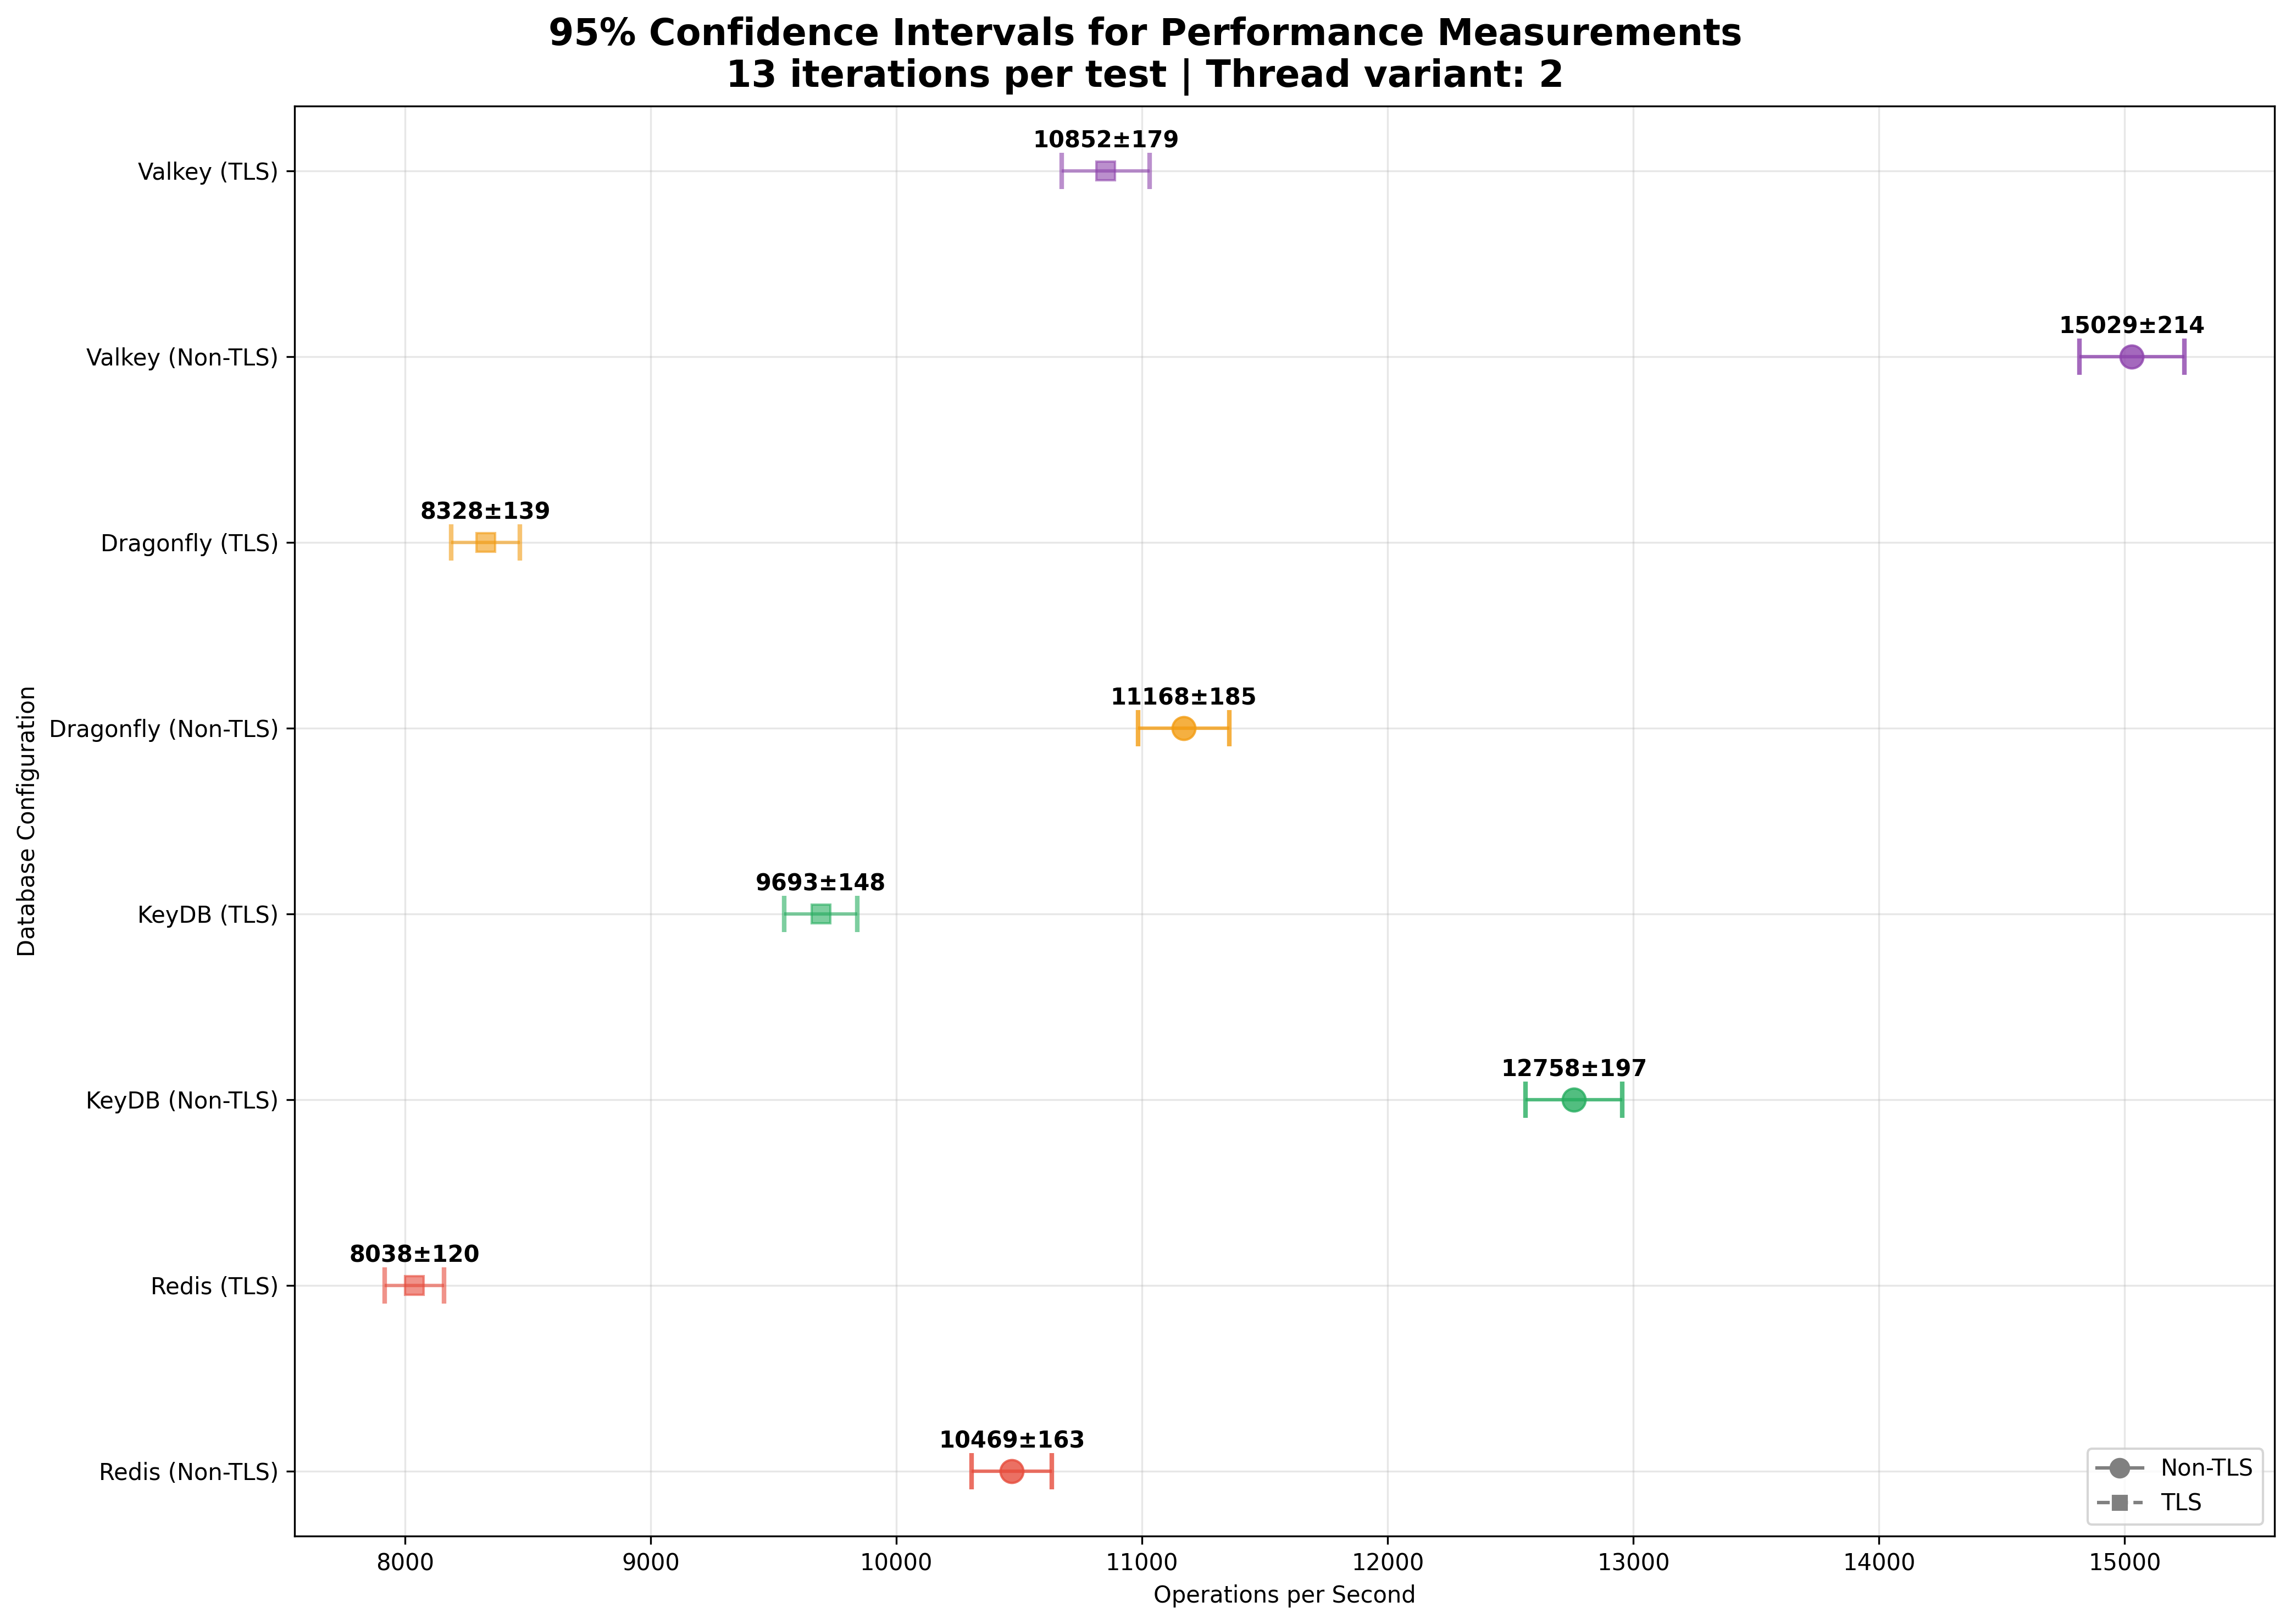 95% Confidence Intervals for Performance Measurements
13 iterations per test | Thread variant: 2
Database Configuration
Valkey (TLS)
10852±179
Valkey (Non-TLS)
15029±214
Dragonfly (TLS)
8328±139
Dragonfly (Non-TLS)
11168±185
KeyDB (TLS)
9693±148
KeyDB (Non-TLS)
12758±197
Redis (TLS)
8038±120
Redis (Non-TLS)
10469±163
Non-TLS
TLS
8000 9000 10000 11000 12000 13000 14000 15000
Operations per Second